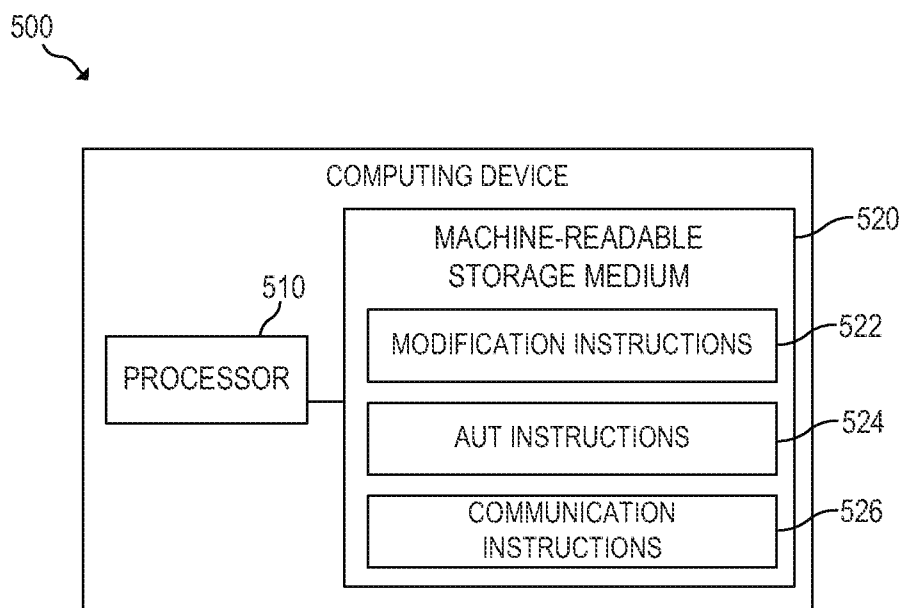 500
COMPUTING DEVICE
520
MACHINE-READABLE
STORAGE MEDIUM
510
522
MODIFICATION INSTRUCTIONS
PROCESSOR
524
AUT INSTRUCTIONS
526
COMMUNICATION
INSTRUCTIONS